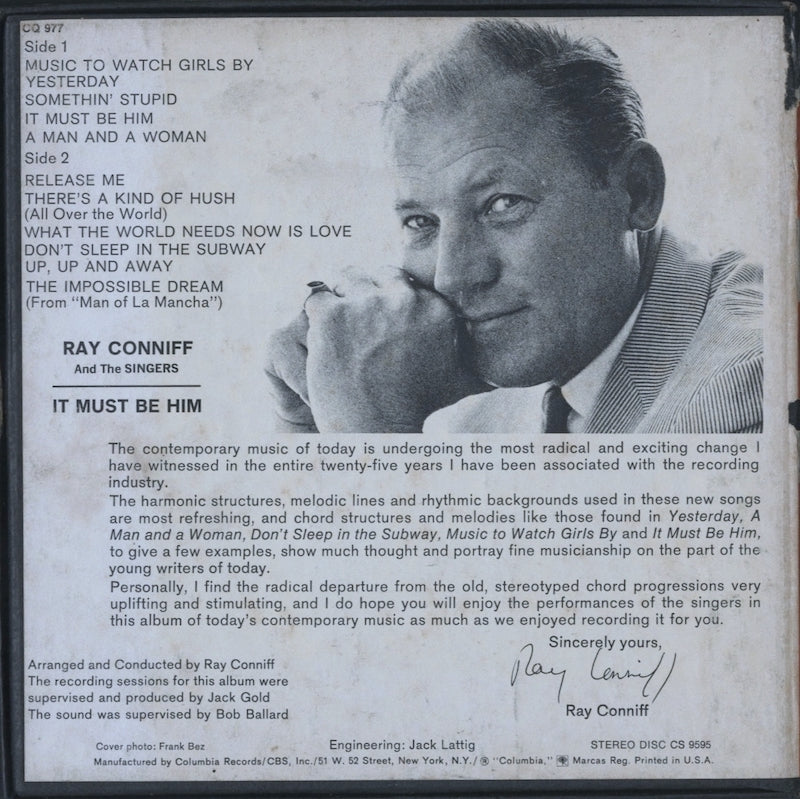 CQ 977
Side 1
MUSIC TO WATCH GIRLS BY
YESTERDAY
SOMETHIN' STUPID
IT MUST BE HIM
A MAN AND A WOMAN
Side 2
RELEASE ME
THERE'S A KIND OF HUSH
(All Over the World)
WHAT THE WORLD NEEDS NOW IS LOVE
DON'T SLEEP IN THE SUBWAY
UP, UP AND AWAY
THE IMPOSSIBLE DREAM
(From "Man of La Mancha")
RAY CONNIFF
And The SINGERS
IT MUST BE HIM
The contemporary music of today is undergoing the most radical and exciting change I
have witnessed in the entire twenty-five years I have been associated with the recording
industry.
The harmonic structures, melodic lines and rhythmic backgrounds used in these new songs
are most refreshing, and chord structures and melodies like those found in Yesterday, A
Man and a Woman, Don't Sleep in the Subway, Music to Watch Girls By and It Must Be Him,
to give a few examples, show much thought and portray fine musicianship on the part of the
young writers of today.
Personally, I find the radical departure from the old, stereotyped chord progressions very
uplifting and stimulating, and I do hope you will enjoy the performances of the singers in
this album of today's contemporary music as much as we enjoyed recording it for you.
Sincerely yours,
Ray Conniff
Ray Conniff
Arranged and Conducted by Ray Conniff
The recording sessions for this album were
supervised and produced by Jack Gold
The sound was supervised by Bob Ballard
Cover photo: Frank Bez
Engineering: Jack Lattig
STEREO DISC CS 9595
Manufactured by Columbia Records/CBS, Inc./51 W. 52 Street, New York, N.Y./ ® "Columbia," Marcas Reg. Printed in U.S.A.